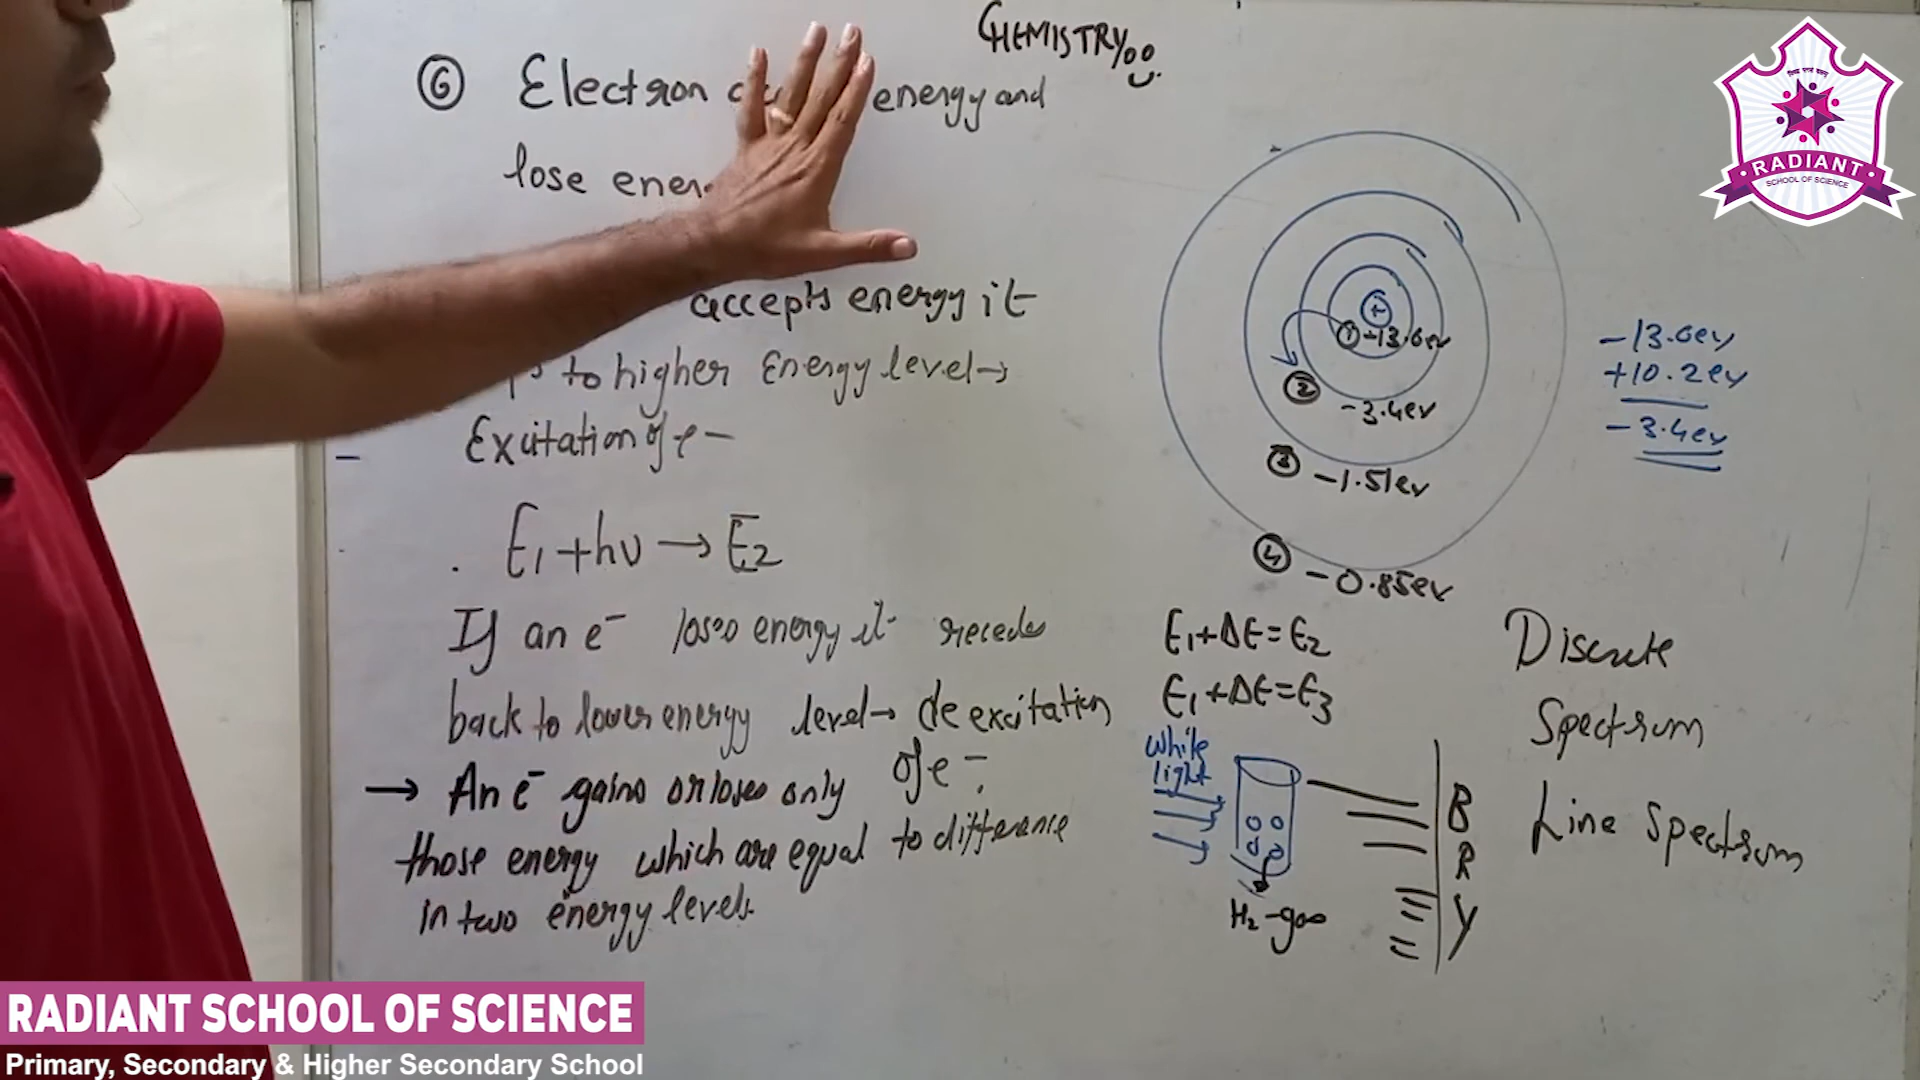 CHEMISTRY
⑥ Electron energy and
lose
accepts energy it
to higher Energy level →
Excitation of e-
E1 + hν → E2
If an e- loses energy it recedes
back to lower energy level → de excitation
of e-
→ An e- gains or loses only
those energy which are equal to difference
in two energy levels.
+
① -13.6ev
② -3.4ev
③ -1.51ev
④ -0.85ev
-13.6ev
+10.2ev
-3.4ev
E1+ΔE=E2
E1+ΔE=E3
White
light
H2-gas
B
R
Y
Discrete
Spectrum
Line Spectrum
RADIANT
SCHOOL OF SCIENCE
RADIANT SCHOOL OF SCIENCE
Primary, Secondary & Higher Secondary School